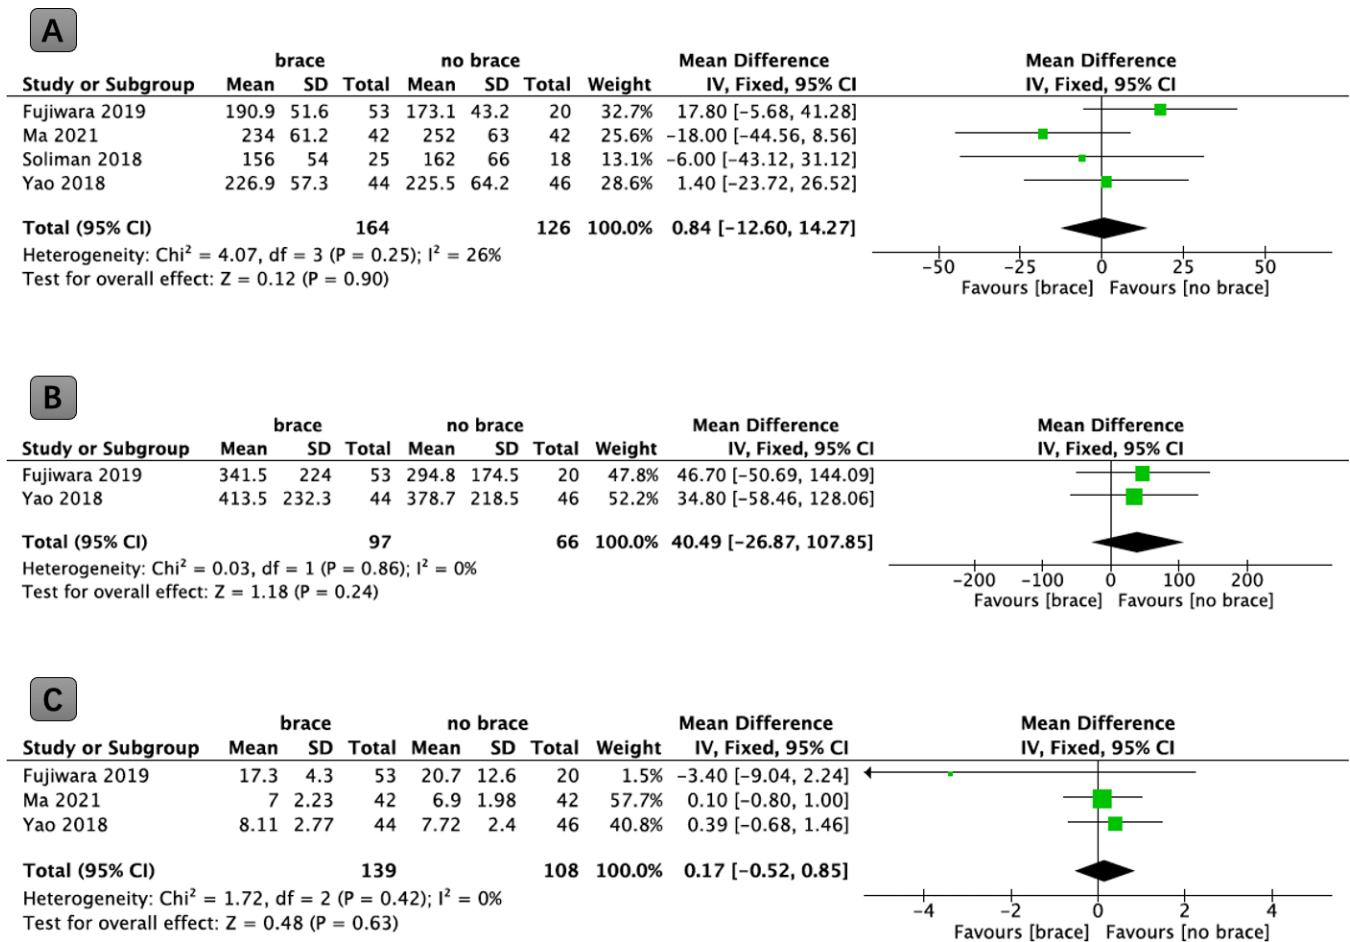 A
brace no brace Mean Difference Mean Difference
Study or Subgroup Mean SD Total Mean SD Total Weight IV, Fixed, 95% CI IV, Fixed, 95% CI
Fujiwara 2019 190.9 51.6 53 173.1 43.2 20 32.7% 17.80 [−5.68, 41.28]
Ma 2021 234 61.2 42 252 63 42 25.6% −18.00 [−44.56, 8.56]
Soliman 2018 156 54 25 162 66 18 13.1% −6.00 [−43.12, 31.12]
Yao 2018 226.9 57.3 44 225.5 64.2 46 28.6% 1.40 [−23.72, 26.52]
Total (95% CI) 164 126 100.0% 0.84 [−12.60, 14.27]
Heterogeneity: Chi² = 4.07, df = 3 (P = 0.25); I² = 26%
Test for overall effect: Z = 0.12 (P = 0.90)
−50 −25 0 25 50
Favours [brace] Favours [no brace]
B
brace no brace Mean Difference Mean Difference
Study or Subgroup Mean SD Total Mean SD Total Weight IV, Fixed, 95% CI IV, Fixed, 95% CI
Fujiwara 2019 341.5 224 53 294.8 174.5 20 47.8% 46.70 [−50.69, 144.09]
Yao 2018 413.5 232.3 44 378.7 218.5 46 52.2% 34.80 [−58.46, 128.06]
Total (95% CI) 97 66 100.0% 40.49 [−26.87, 107.85]
Heterogeneity: Chi² = 0.03, df = 1 (P = 0.86); I² = 0%
Test for overall effect: Z = 1.18 (P = 0.24)
−200 −100 0 100 200
Favours [brace] Favours [no brace]
C
brace no brace Mean Difference Mean Difference
Study or Subgroup Mean SD Total Mean SD Total Weight IV, Fixed, 95% CI IV, Fixed, 95% CI
Fujiwara 2019 17.3 4.3 53 20.7 12.6 20 1.5% −3.40 [−9.04, 2.24]
Ma 2021 7 2.23 42 6.9 1.98 42 57.7% 0.10 [−0.80, 1.00]
Yao 2018 8.11 2.77 44 7.72 2.4 46 40.8% 0.39 [−0.68, 1.46]
Total (95% CI) 139 108 100.0% 0.17 [−0.52, 0.85]
Heterogeneity: Chi² = 1.72, df = 2 (P = 0.42); I² = 0%
Test for overall effect: Z = 0.48 (P = 0.63)
−4 −2 0 2 4
Favours [brace] Favours [no brace]